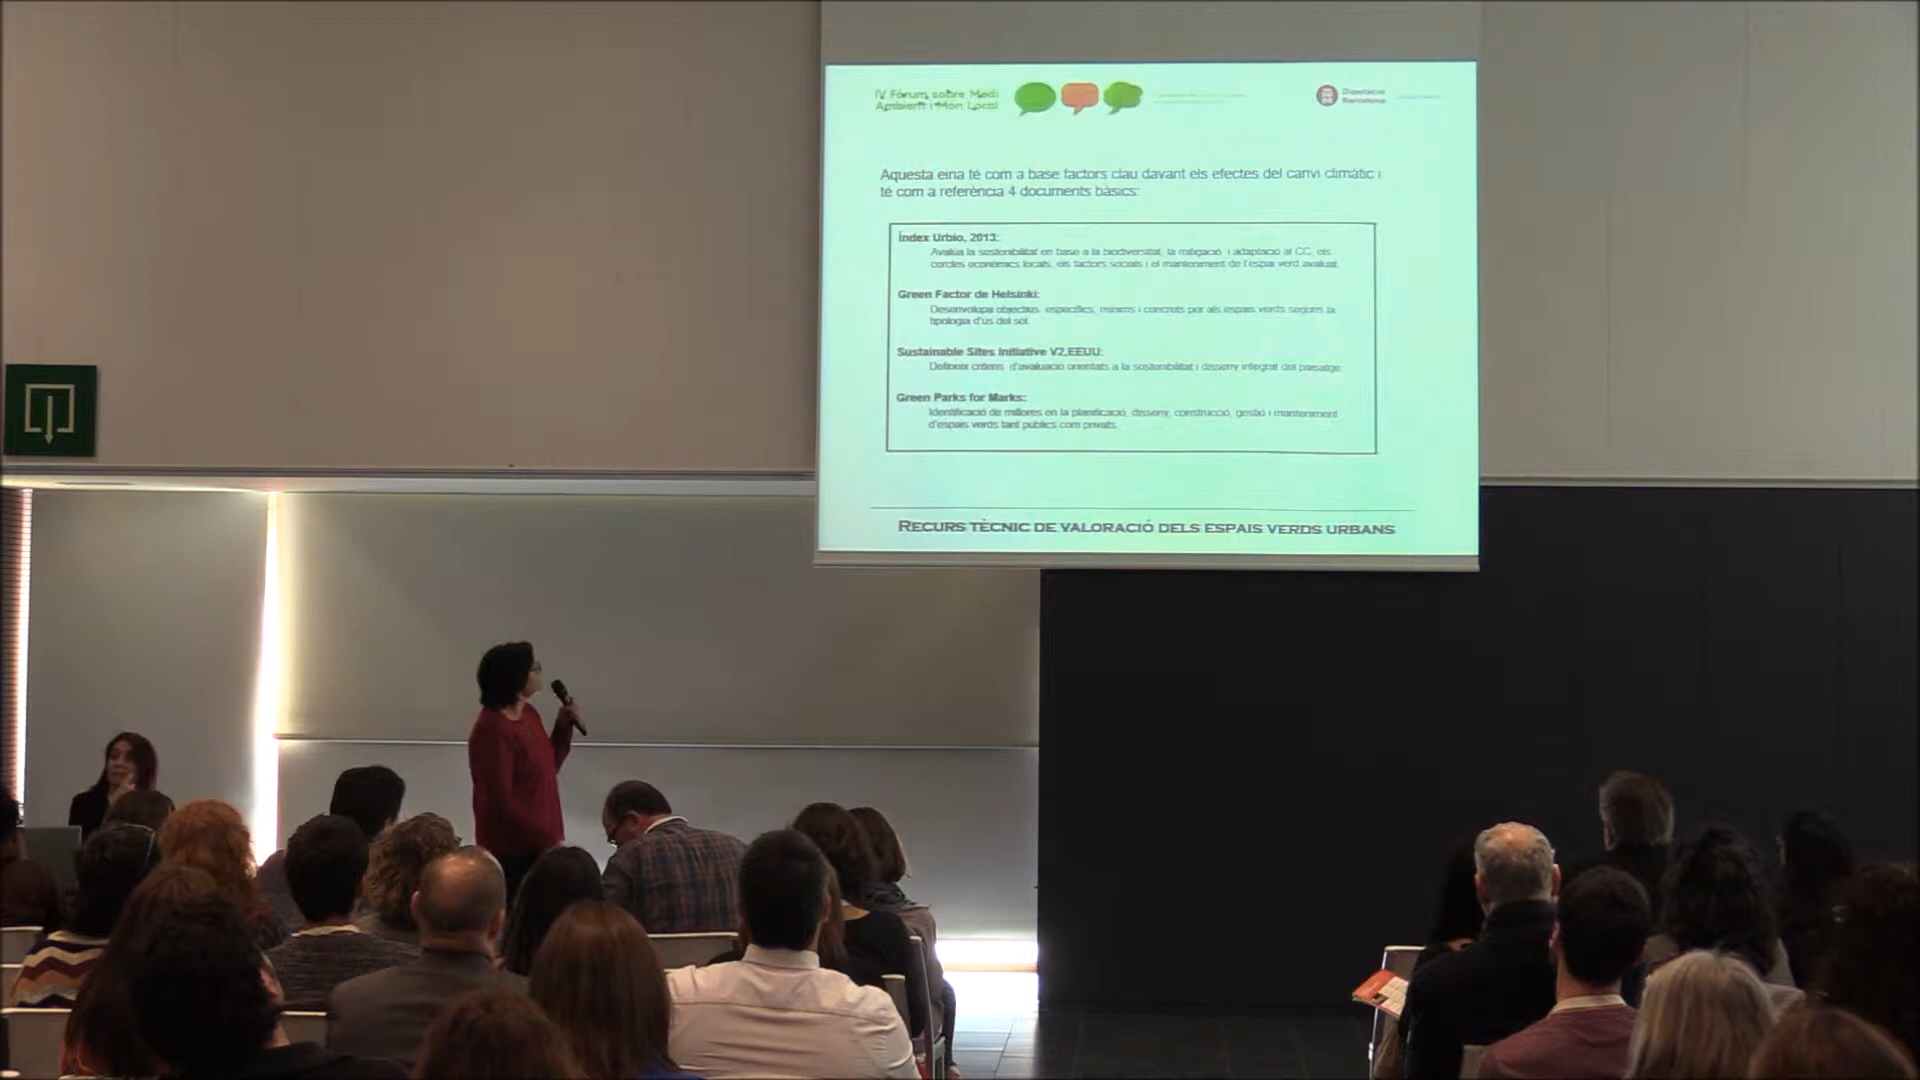 IV Fòrum sobre Medi
Ambient i Món Local
Diputació
Barcelona
Aquesta eina té com a base factors clau davant els efectes del canvi climàtic i
té com a referència 4 documents bàsics:
Índex Urbio, 2013:
Avalúa la sostenibilitat en base a la biodiversitat, la mitigació i adaptació al CC, els
corcles econòmics locals, els factors socials i el manteniment de l'espai verd avaluat.
Green Factor de Helsinki:
Desenvolupa objectius específics, mínims i concrets per als espais verds segons la
tipologia d'ús del sol.
Sustainable Sites Initiative V2,EEUU:
Defineix criteris d'avaluació orientats a la sostenibilitat i disseny integral del paisatge.
Green Parks for Marks:
Identificació de millores en la planificació, disseny, construcció, gestió i manteniment
d'espais verds tant públics com privats.
RECURS TÈCNIC DE VALORACIÓ DELS ESPAIS VERDS URBANS